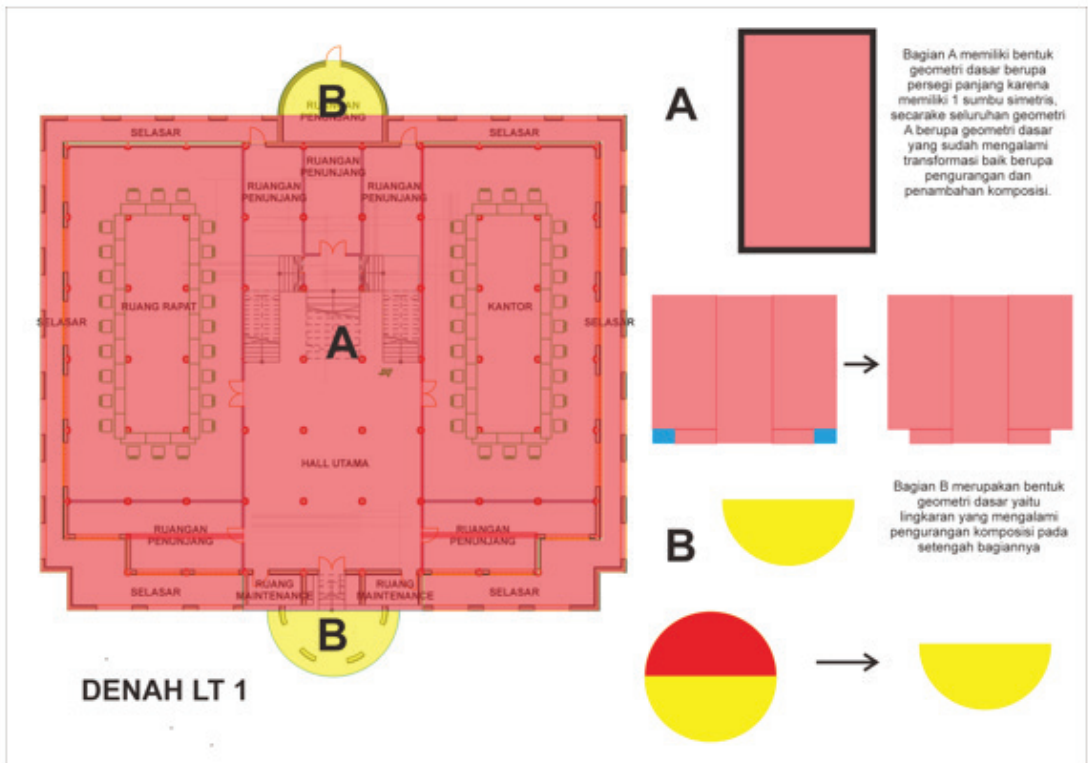 B
RUANGAN
PENUNJANG
SELASAR
SELASAR
RUANGAN
PENUNJANG
RUANGAN
PENUNJANG
RUANGAN
PENUNJANG
RUANG RAPAT
KANTOR
SELASAR
SELASAR
A
HALL UTAMA
RUANGAN
PENUNJANG
RUANGAN
PENUNJANG
SELASAR
RUANG
MAINTENANCE
RUANG
MAINTENANCE
SELASAR
B
DENAH LT 1
A
Bagian A memiliki bentuk
geometri dasar berupa
persegi panjang karena
memiliki 1 sumbu simetris,
secarake seluruhan geometri
A berupa geometri dasar
yang sudah mengalami
transformasi baik berupa
pengurangan dan
penambahan komposisi.
B
Bagian B merupakan bentuk
geometri dasar yaitu
lingkaran yang mengalami
pengurangan komposisi pada
setengah bagiannya